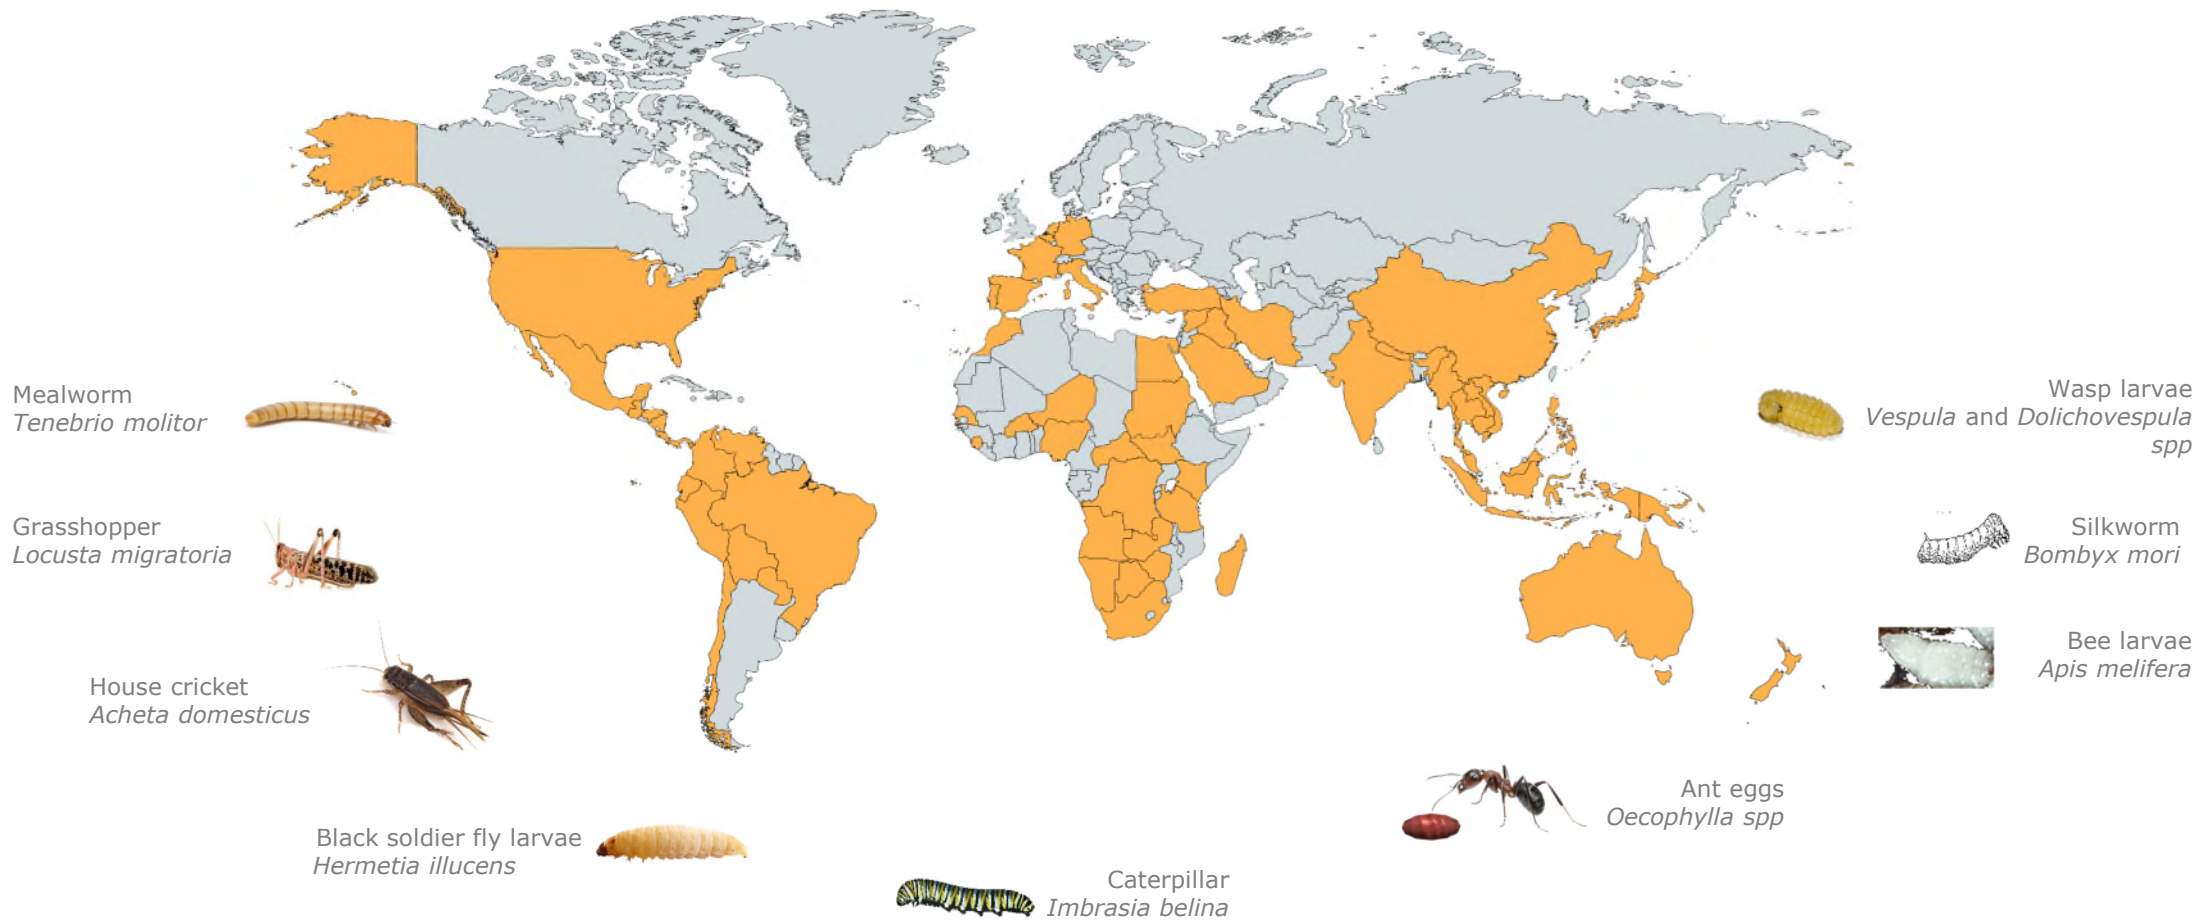 Mealworm
Tenebrio molitor
Grasshopper
Locusta migratoria
House cricket
Acheta domesticus
Black soldier fly larvae
Hermetia illucens
Caterpillar
Imbrasia belina
Ant eggs
Oecophylla spp
Wasp larvae
Vespula and Dolichovespula
spp
Silkworm
Bombyx mori
Bee larvae
Apis melifera